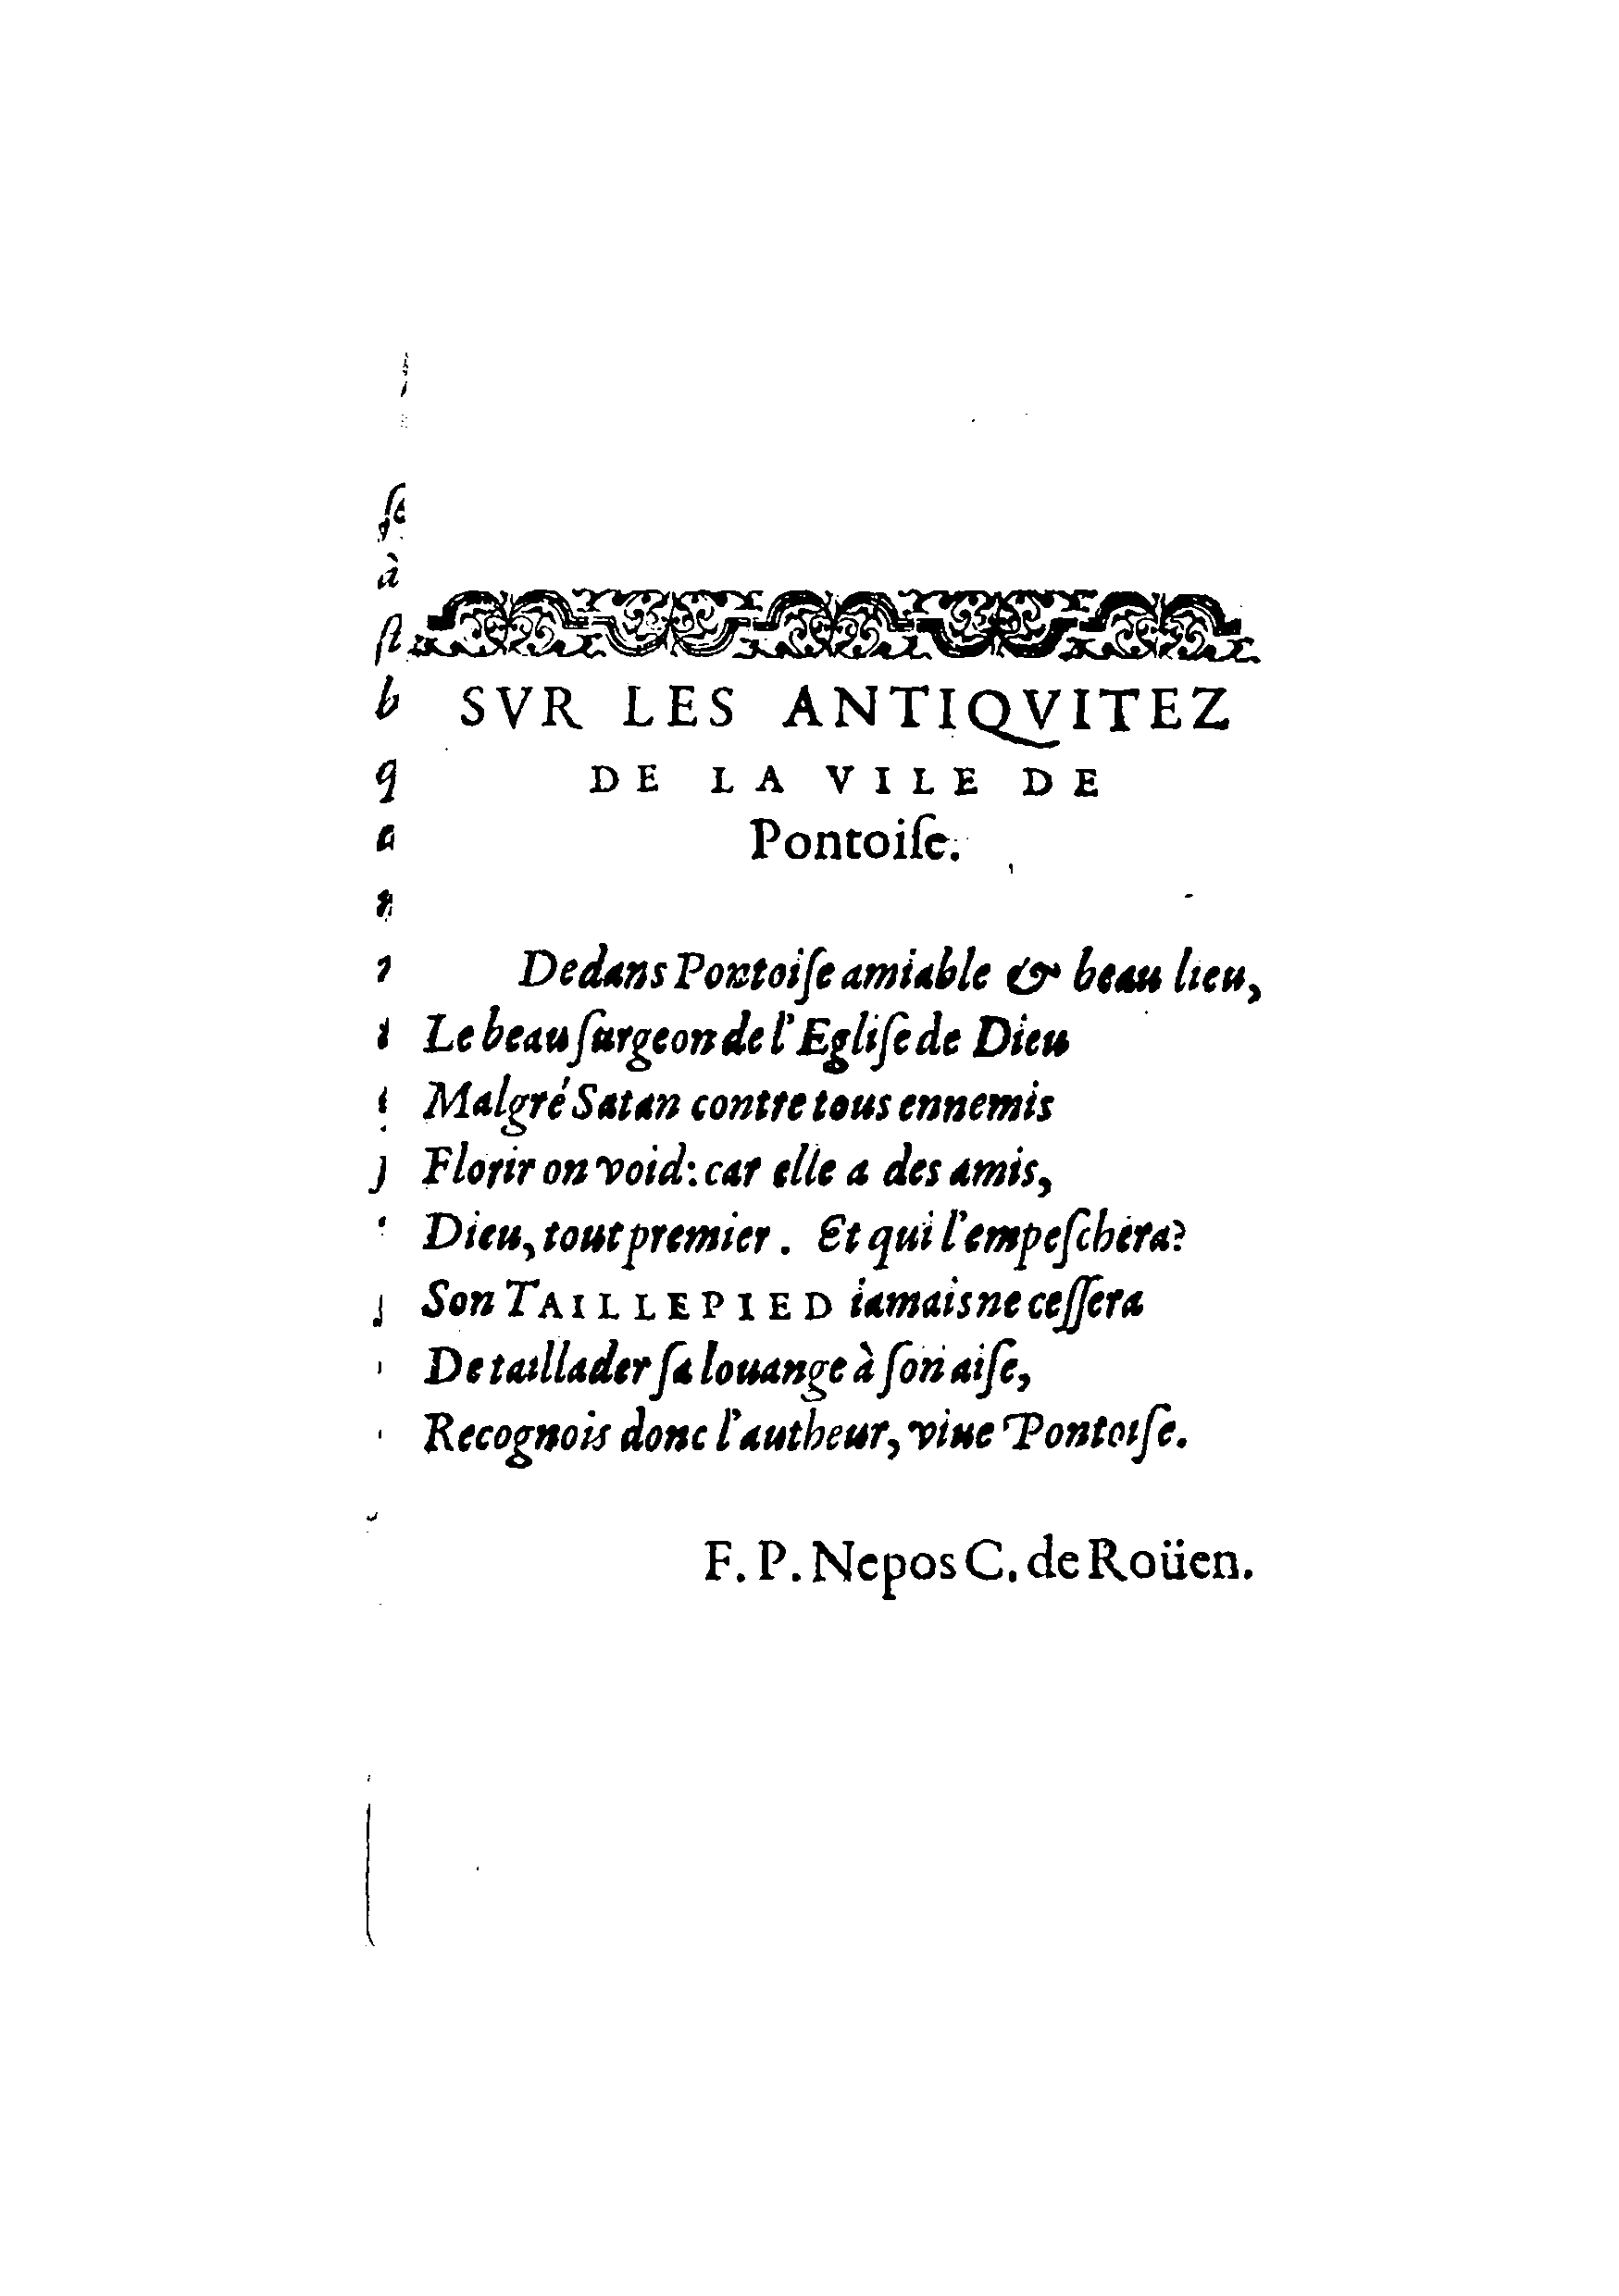 SVR LES ANTIQVITEZ
DE LA VILE DE
Pontoiſe.
Dedans Pontoiſe amiable & beau lieu,
Le beau ſurgeon de l'Egliſe de Dieu
Malgré Satan contre tous ennemis
Florir on void: car elle a des amis,
Dieu, tout premier. Et qui l'empeſchera?
Son TAILLEPIED iamais ne ceſſera
De taillader ſa louange à ſon aiſe,
Recognois donc l'autheur, viue Pontoiſe.
F. P. Nepos C. de Roüen.